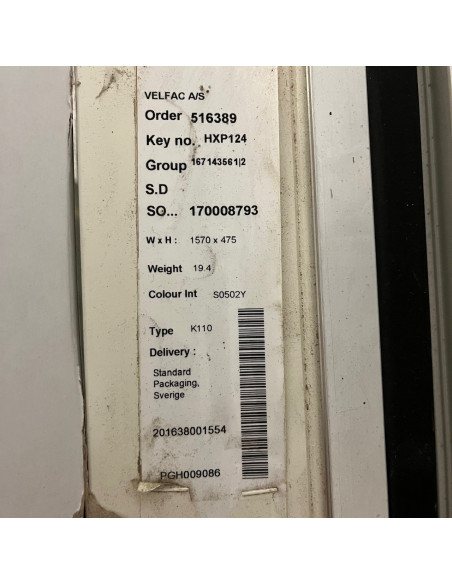 VELFAC A/S
Order 516389
Key no. HXP124
Group 167143561|2
S.D
SO... 170008793
W x H : 1570 x 475
Weight 19.4
Colour Int S0502Y
Type K110
Delivery :
Standard
Packaging,
Sverige
201638001554
PGH009086